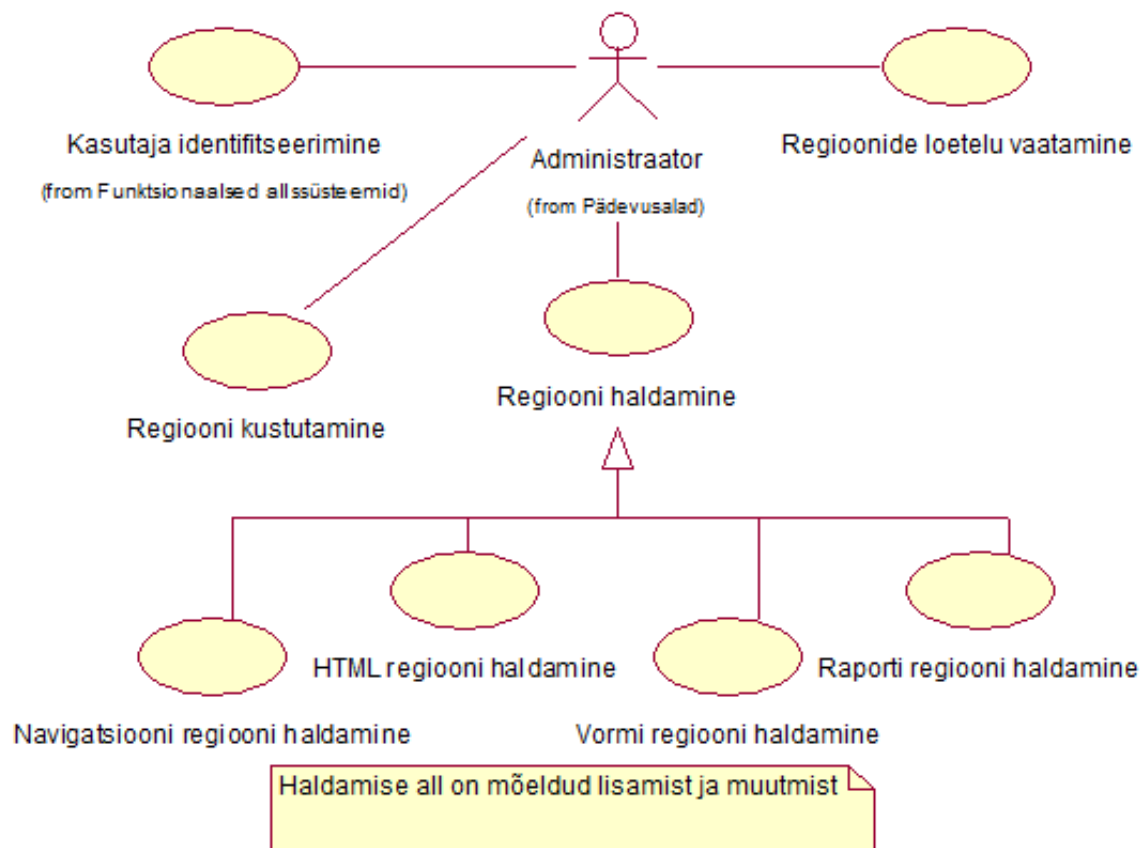 Kasutaja identifitseerimine
(from Funktsionaalsed allssüsteemid)
Administraator
(from Pädevusalad)
Regioonide loetelu vaatamine
Regiooni kustutamine
Regiooni haldamine
Navigatsiooni regiooni haldamine
HTML regiooni haldamine
Vormi regiooni haldamine
Raporti regiooni haldamine
Haldamise all on mõeldud lisamist ja muutmist